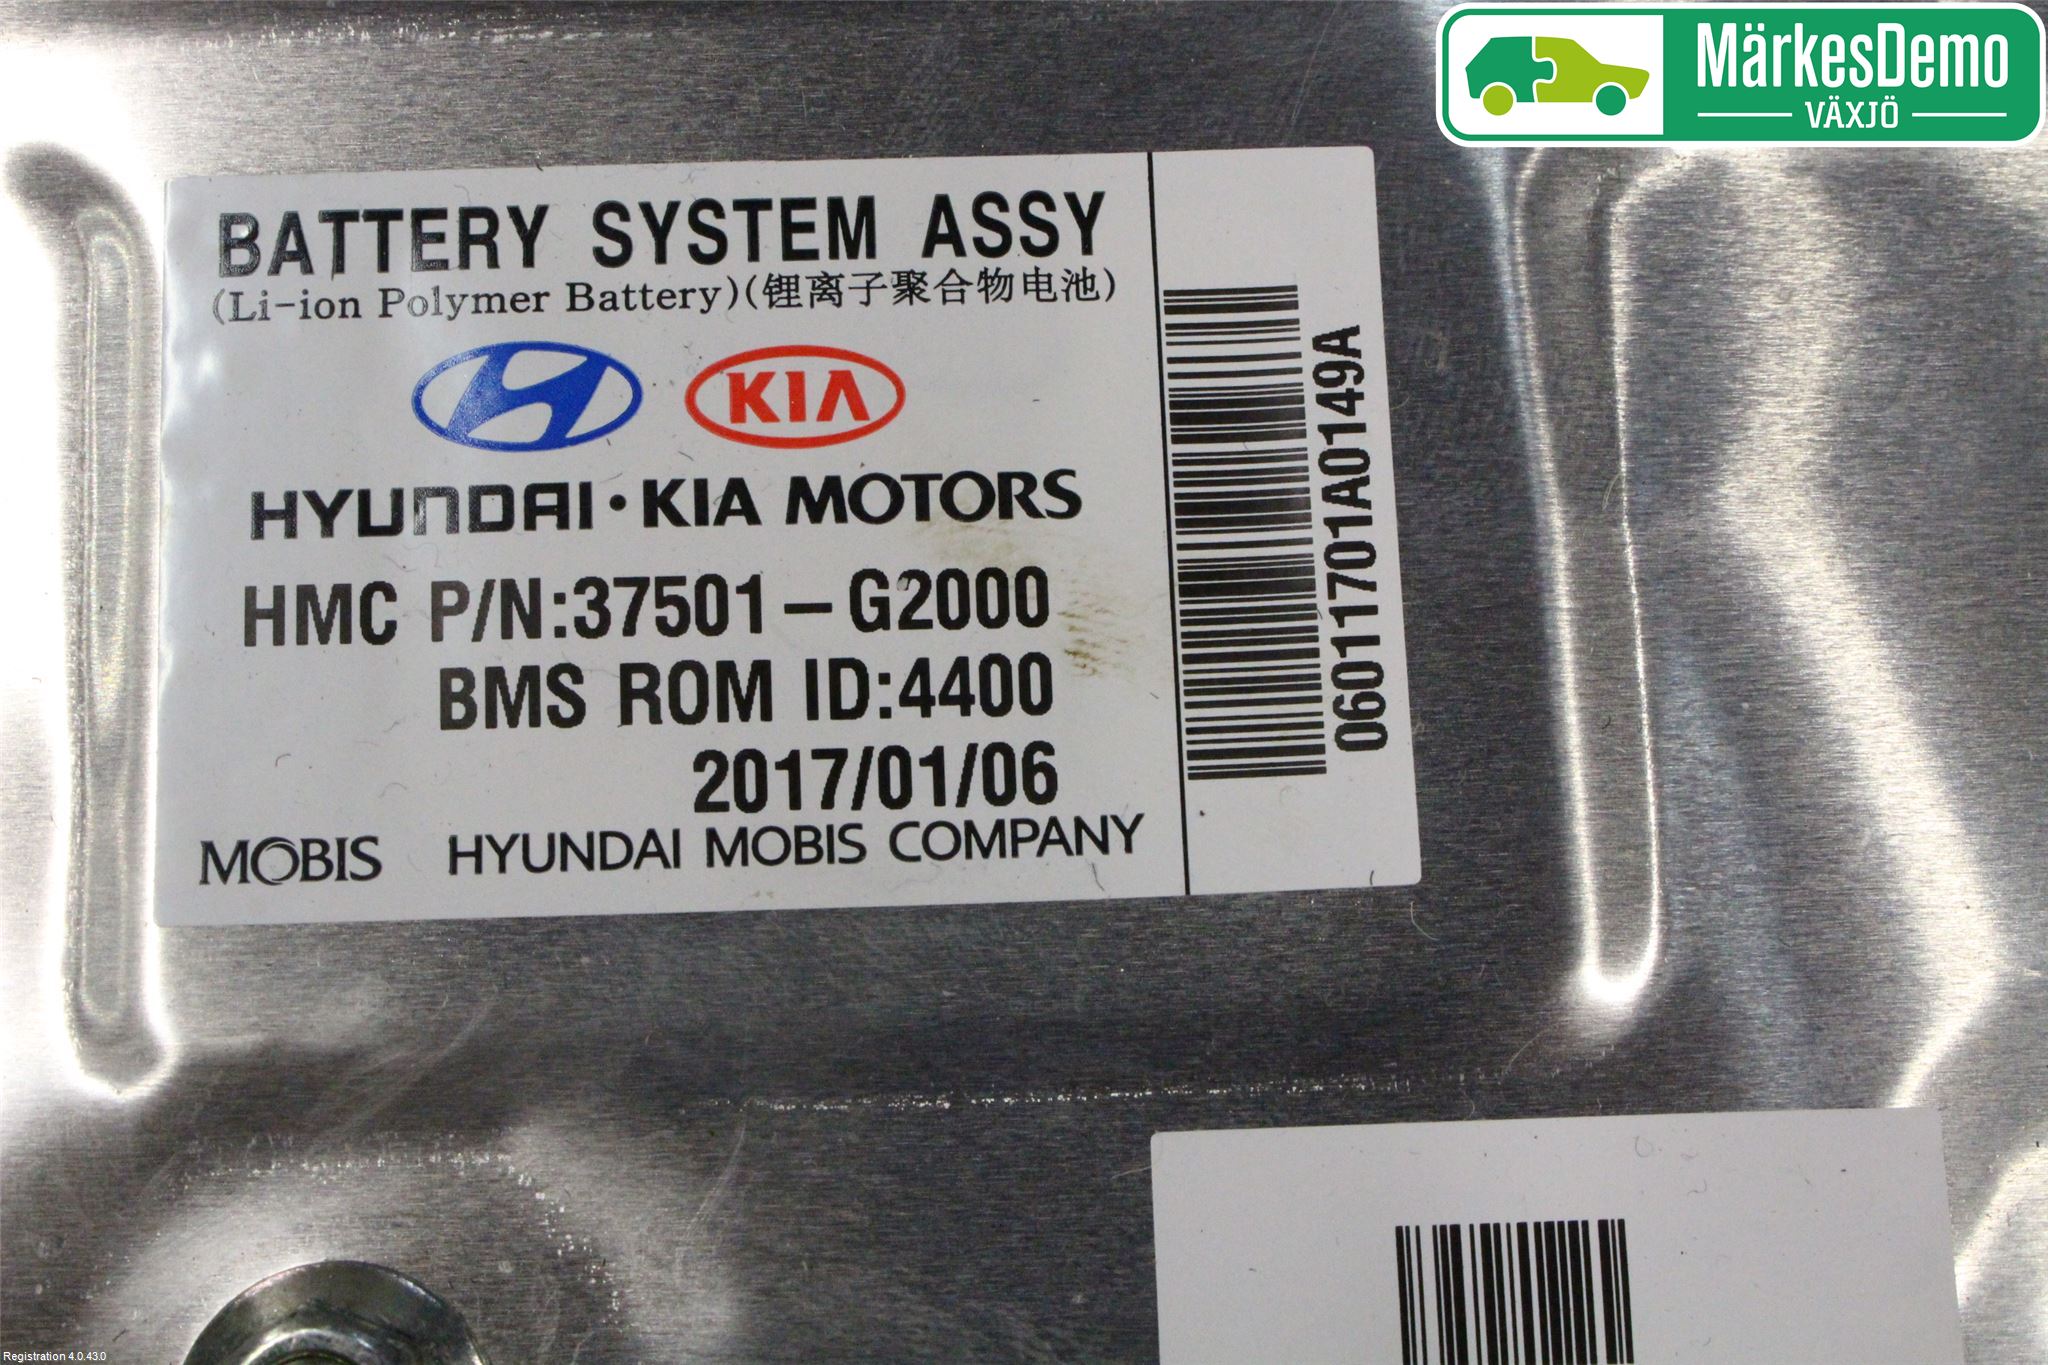 MärkesDemo
VÄXJÖ
BATTERY SYSTEM ASSY
(Li-ion Polymer Battery)(锂离子聚合物电池)
KIA
HYUNDAI·KIA MOTORS
HMC P/N:37501-G2000
BMS ROM ID:4400
2017/01/06
MOBIS HYUNDAI MOBIS COMPANY
06011701A0149A
Registration 4.0.43.0